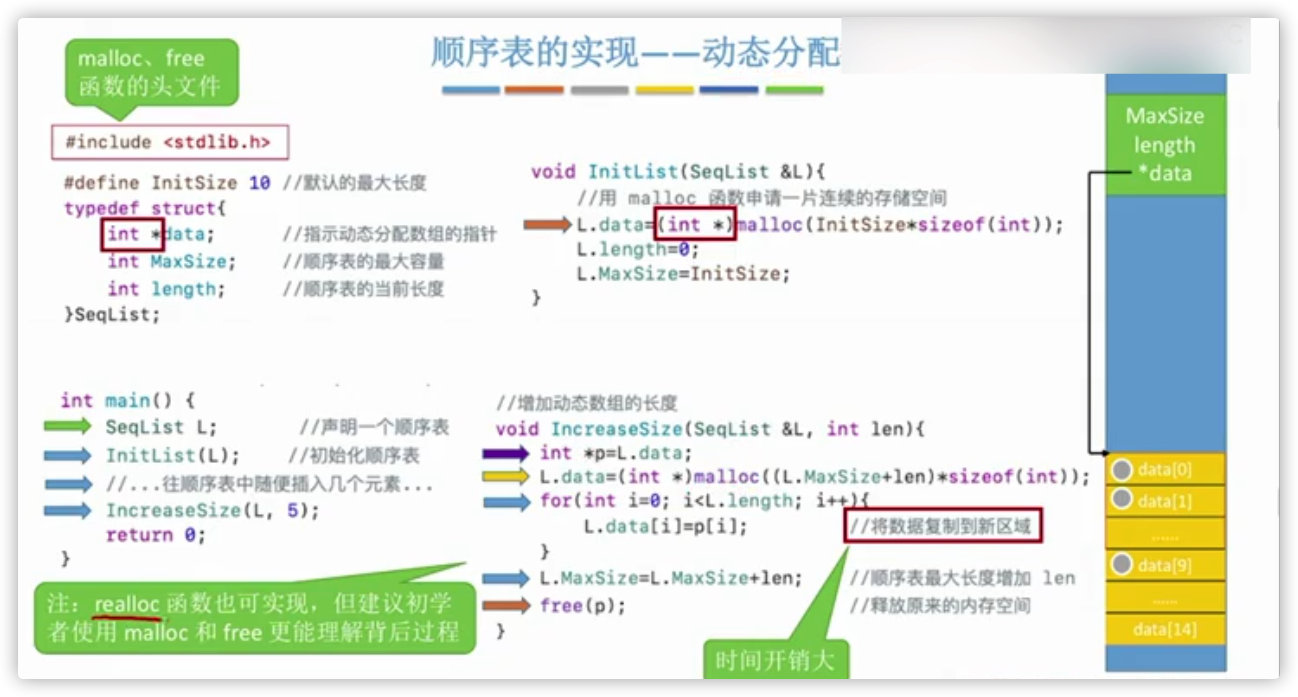 顺序表的实现——动态分配
malloc、free
函数的头文件
#include <stdlib.h>
#define InitSize 10 //默认的最大长度
typedef struct{
int *data; //指示动态分配数组的指针
int MaxSize; //顺序表的最大容量
int length; //顺序表的当前长度
}SeqList;
void InitList(SeqList &L){
//用 malloc 函数申请一片连续的存储空间
L.data=(int *)malloc(InitSize*sizeof(int));
L.length=0;
L.MaxSize=InitSize;
}
int main() {
SeqList L; //声明一个顺序表
InitList(L); //初始化顺序表
//...往顺序表中随便插入几个元素...
IncreaseSize(L, 5);
return 0;
}
注：realloc 函数也可实现，但建议初学
者使用 malloc 和 free 更能理解背后过程
//增加动态数组的长度
void IncreaseSize(SeqList &L, int len){
int *p=L.data;
L.data=(int *)malloc((L.MaxSize+len)*sizeof(int));
for(int i=0; i<L.length; i++){
L.data[i]=p[i]; //将数据复制到新区域
}
L.MaxSize=L.MaxSize+len; //顺序表最大长度增加 len
free(p); //释放原来的内存空间
}
时间开销大
MaxSize
length
*data
data[0]
data[1]
......
data[9]
......
data[14]